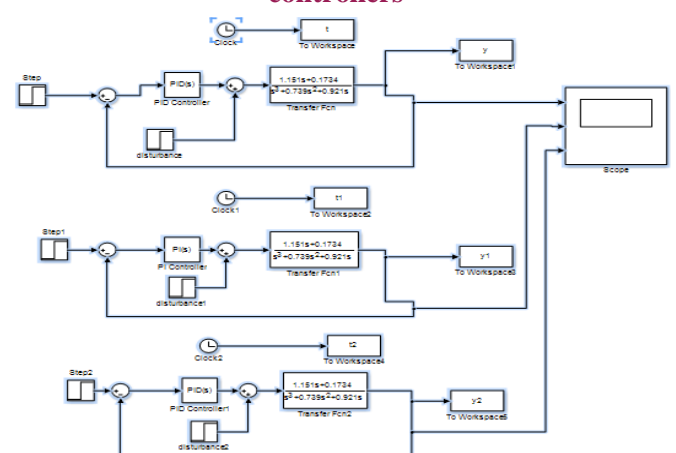 controllers
t
Clock
To Workspace
y
To Workspace1
Step
PID(s)
PID Controller
1.151s+0.1734
s³+0.739s²+0.921s
Transfer Fcn
disturbance
Scope
t1
Clock1
To Workspace2
Step1
PI(s)
PI Controller
1.151s+0.1734
s³+0.739s²+0.921s
Transfer Fcn1
y1
To Workspace3
disturbance1
t2
Clock2
To Workspace4
Step2
PID(s)
PID Controller1
1.151s+0.1734
s³+0.739s²+0.921s
Transfer Fcn2
y2
To Workspace5
disturbance2